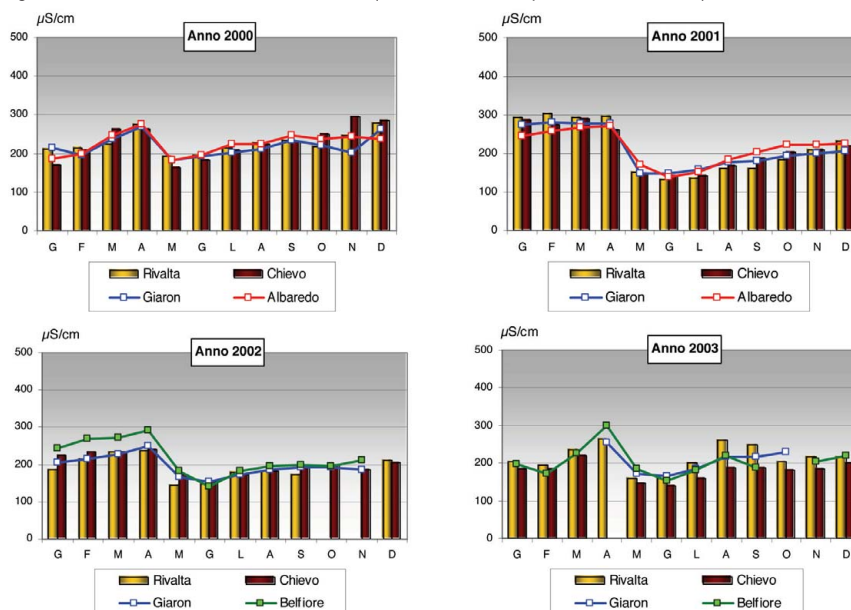 µS/cm
Anno 2000
500
400
300
200
100
0
G F M A M G L A S O N D
Rivalta Chievo
Giaron Albaredo
µS/cm
Anno 2001
500
400
300
200
100
0
G F M A M G L A S O N D
Rivalta Chievo
Giaron Albaredo
µS/cm
Anno 2002
500
400
300
200
100
0
G F M A M G L A S O N D
Rivalta Chievo
Giaron Belfiore
µS/cm
Anno 2003
500
400
300
200
100
0
G F M A M G L A S O N D
Rivalta Chievo
Giaron Belfiore